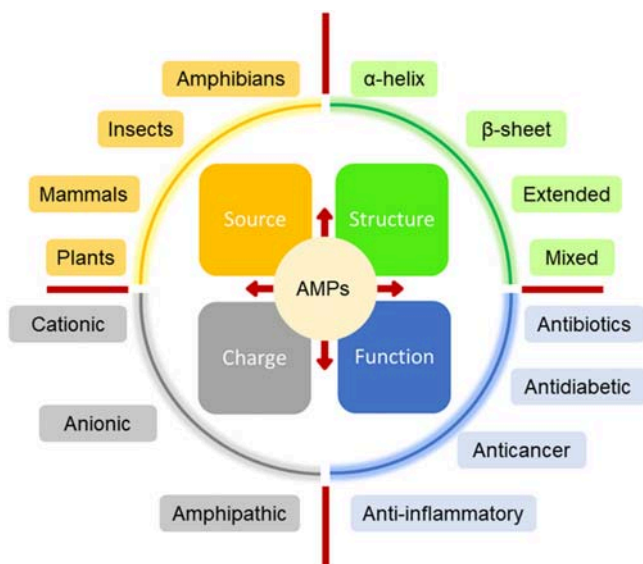 Amphibians
α-helix
Insects
β-sheet
Mammals
Extended
Source
Structure
Plants
Mixed
AMPs
Cationic
Antibiotics
Charge
Function
Antidiabetic
Anionic
Anticancer
Amphipathic
Anti-inflammatory